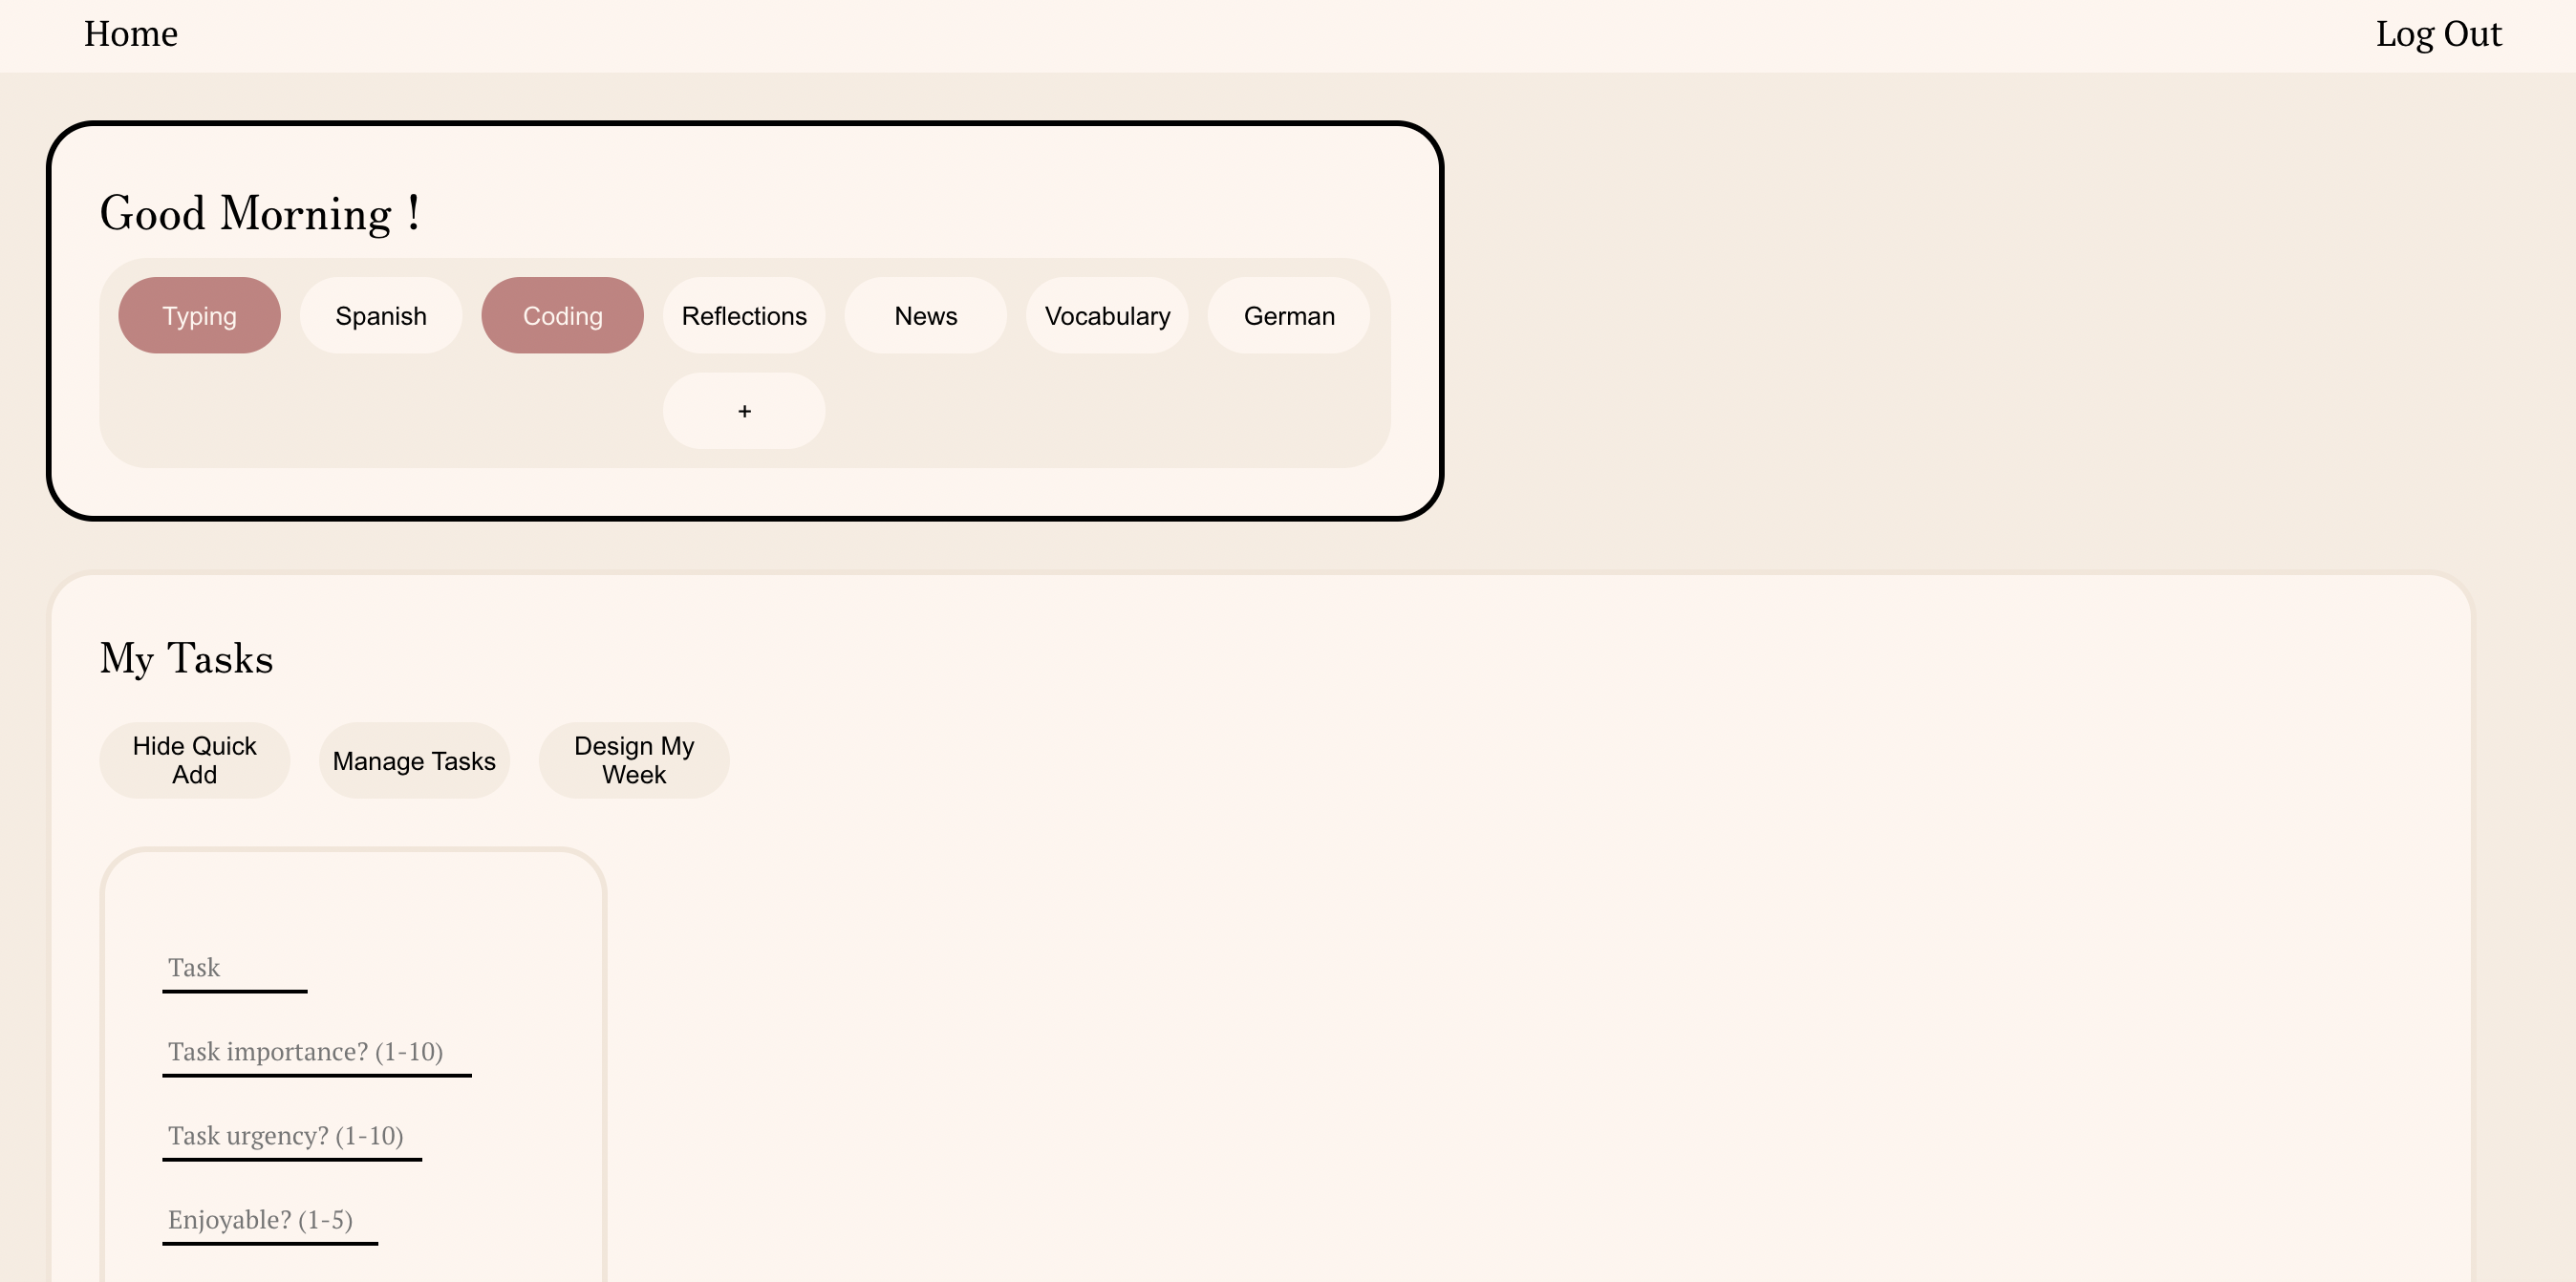 Home Log Out
Good Morning !
Typing Spanish Coding Reflections News Vocabulary German
+
My Tasks
Hide Quick Add
Manage Tasks
Design My Week
Task
Task importance? (1-10)
Task urgency? (1-10)
Enjoyable? (1-5)